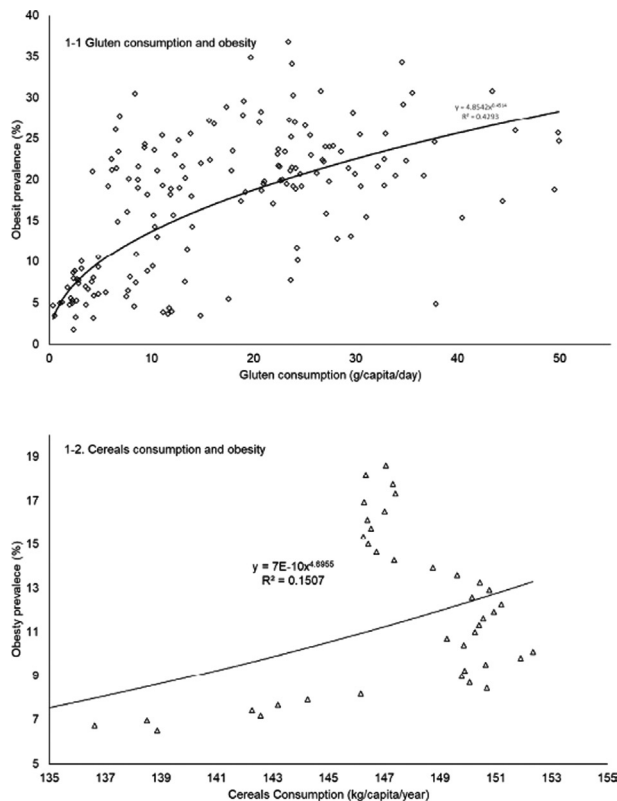 40
1-1 Gluten consumption and obesity
35
30
y = 4.8542x
R² = 0.4293
25
20
15
10
5
0
Obesit prevalence (%)
0 10 20 30 40 50
Gluten consumption (g/capita/day)
19
1-2. Cereals consumption and obesity
17
15
y = 7E-10x4.6955
R² = 0.1507
13
11
9
7
5
Obesty prevalece (%)
135 137 139 141 143 145 147 149 151 153 155
Cereals Consumption (kg/capita/year)